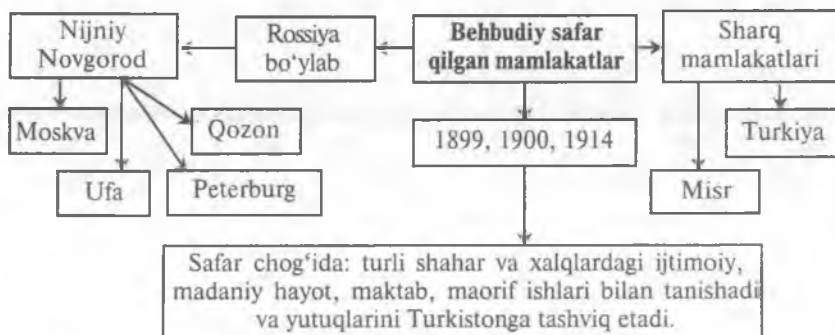 Nijniy
Novgorod
Rossiya
bo‘ylab
Behbudiy safar
qilgan mamlakatlar
Sharq
mamlakatlari
Moskva
Qozon
1899, 1900, 1914
Turkiya
Ufa
Peterburg
Misr
Safar chog‘ida: turli shahar va xalqlardagi ijtimoiy,
madaniy hayot, maktab, maorif ishlari bilan tanishadi
va yutuqlarini Turkistonga tashviq etadi.